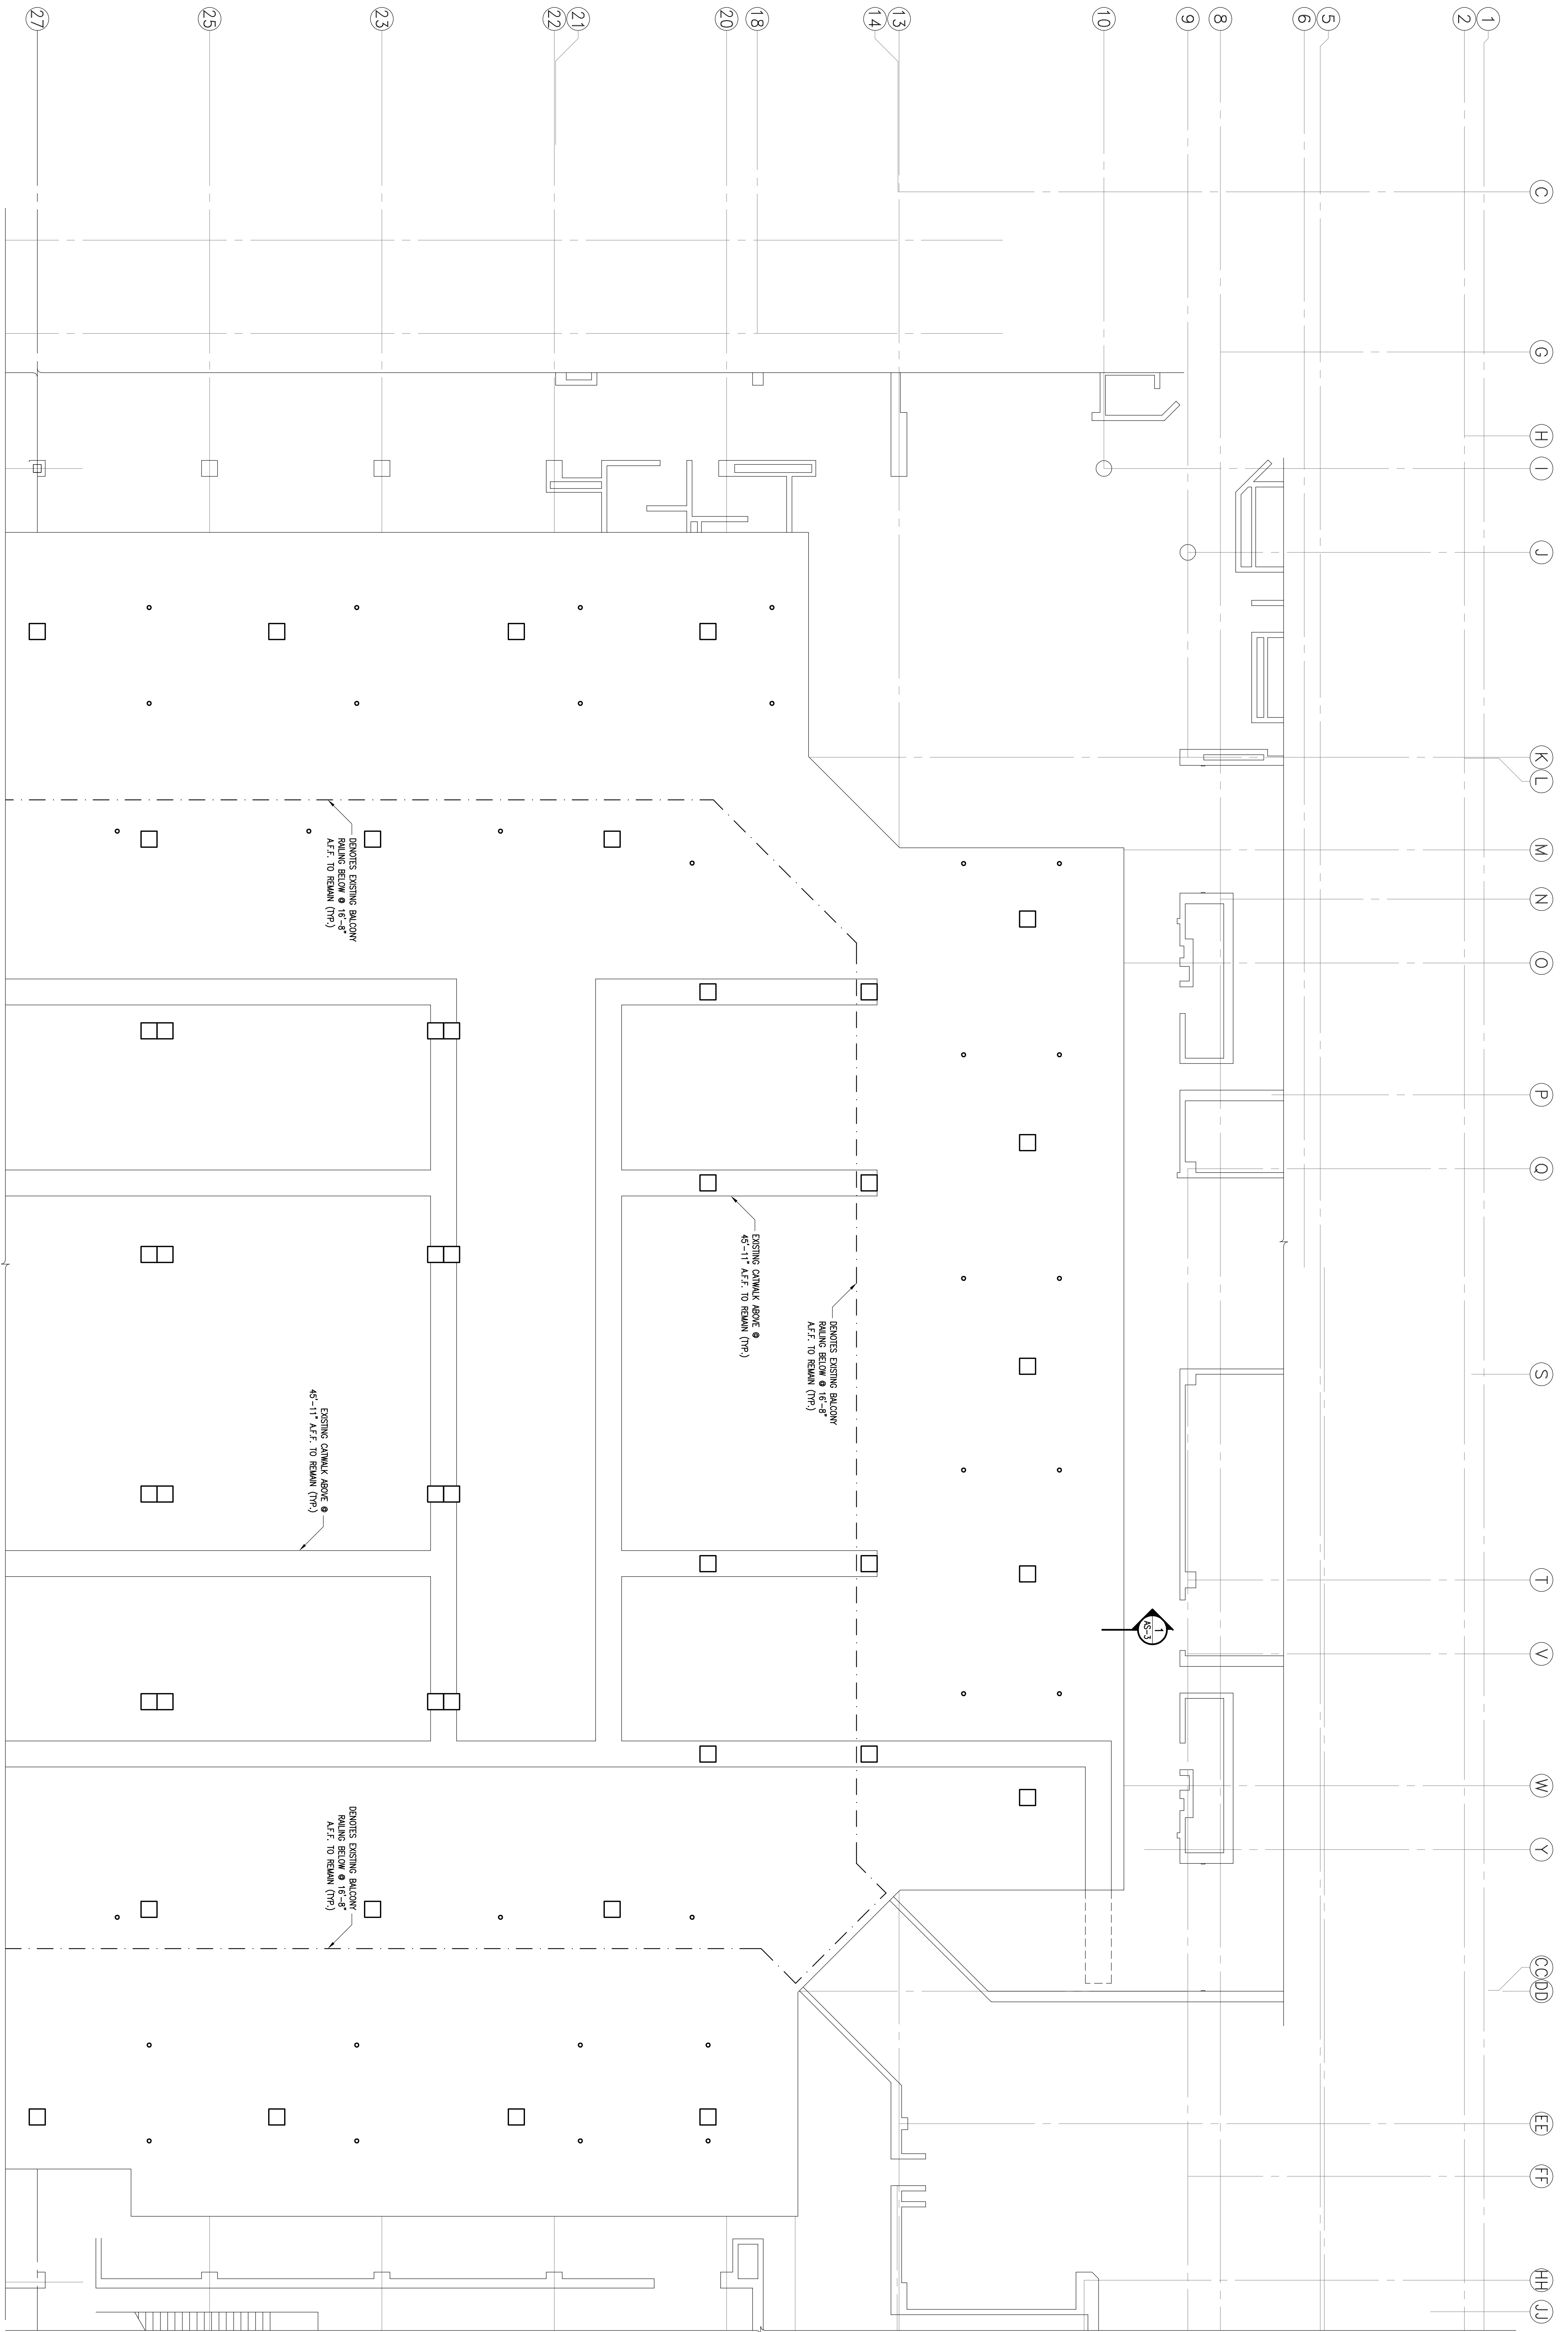 C
G
H
I
J
K
L
M
N
O
P
Q
S
T
V
W
Y
CC
DD
EE
FF
HH
JJ
1
2
5
6
8
9
10
13
14
18
20
21
22
23
25
27
1
AS-3
DENOTES EXISTING BALCONY
RAILING BELOW @ 16'-8"
A.F.F. TO REMAIN (TYP.)
EXISTING CATWALK ABOVE @
45'-11" A.F.F. TO REMAIN (TYP.)
DENOTES EXISTING BALCONY
RAILING BELOW @ 16'-8"
A.F.F. TO REMAIN (TYP.)
EXISTING CATWALK ABOVE @
45'-11" A.F.F. TO REMAIN (TYP.)
DENOTES EXISTING BALCONY
RAILING BELOW @ 16'-8"
A.F.F. TO REMAIN (TYP.)